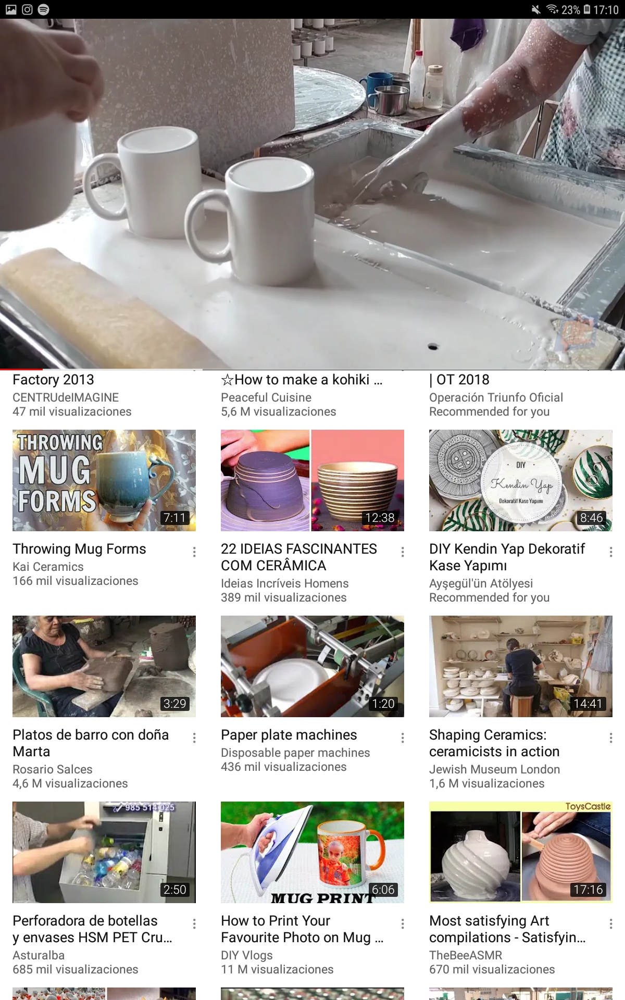 23% 17:10
Factory 2013
CENTRUdeIMAGINE
47 mil visualizaciones
☆How to make a kohiki ...
Peaceful Cuisine
5,6 M visualizaciones
| OT 2018
Operación Triunfo Oficial
Recommended for you
THROWING
MUG
FORMS
7:11
Throwing Mug Forms
Kai Ceramics
166 mil visualizaciones
12:38
22 IDEIAS FASCINANTES
COM CERÂMICA
Ideias Incríveis Homens
389 mil visualizaciones
· DIY ·
Kendin Yap
Dekoratif Kase Yapımı
8:46
DIY Kendin Yap Dekoratif
Kase Yapımı
Ayşegül'ün Atölyesi
Recommended for you
3:29
Platos de barro con doña
Marta
Rosario Salces
4,6 M visualizaciones
1:20
Paper plate machines
Disposable paper machines
436 mil visualizaciones
14:41
Shaping Ceramics:
ceramicists in action
Jewish Museum London
1,6 M visualizaciones
985 514 025
2:50
Perforadora de botellas
y envases HSM PET Cru...
Asturalba
685 mil visualizaciones
MUG PRINT
6:06
How to Print Your
Favourite Photo on Mug ...
DIY Vlogs
11 M visualizaciones
ToysCastle
17:16
Most satisfying Art
compilations - Satisfyin...
TheBeeASMR
670 mil visualizaciones